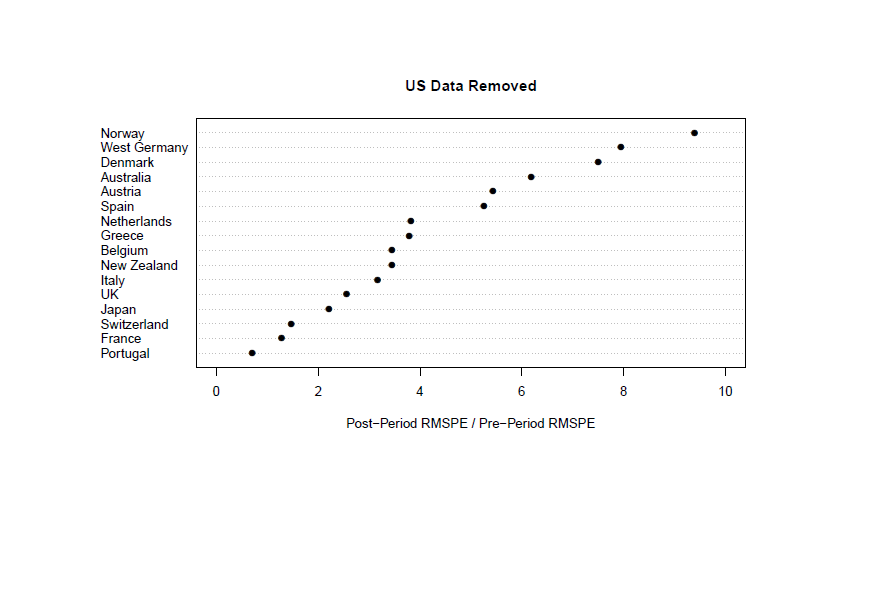 US Data Removed
Norway
West Germany
Denmark
Australia
Austria
Spain
Netherlands
Greece
Belgium
New Zealand
Italy
UK
Japan
Switzerland
France
Portugal
0 2 4 6 8 10
Post−Period RMSPE / Pre−Period RMSPE